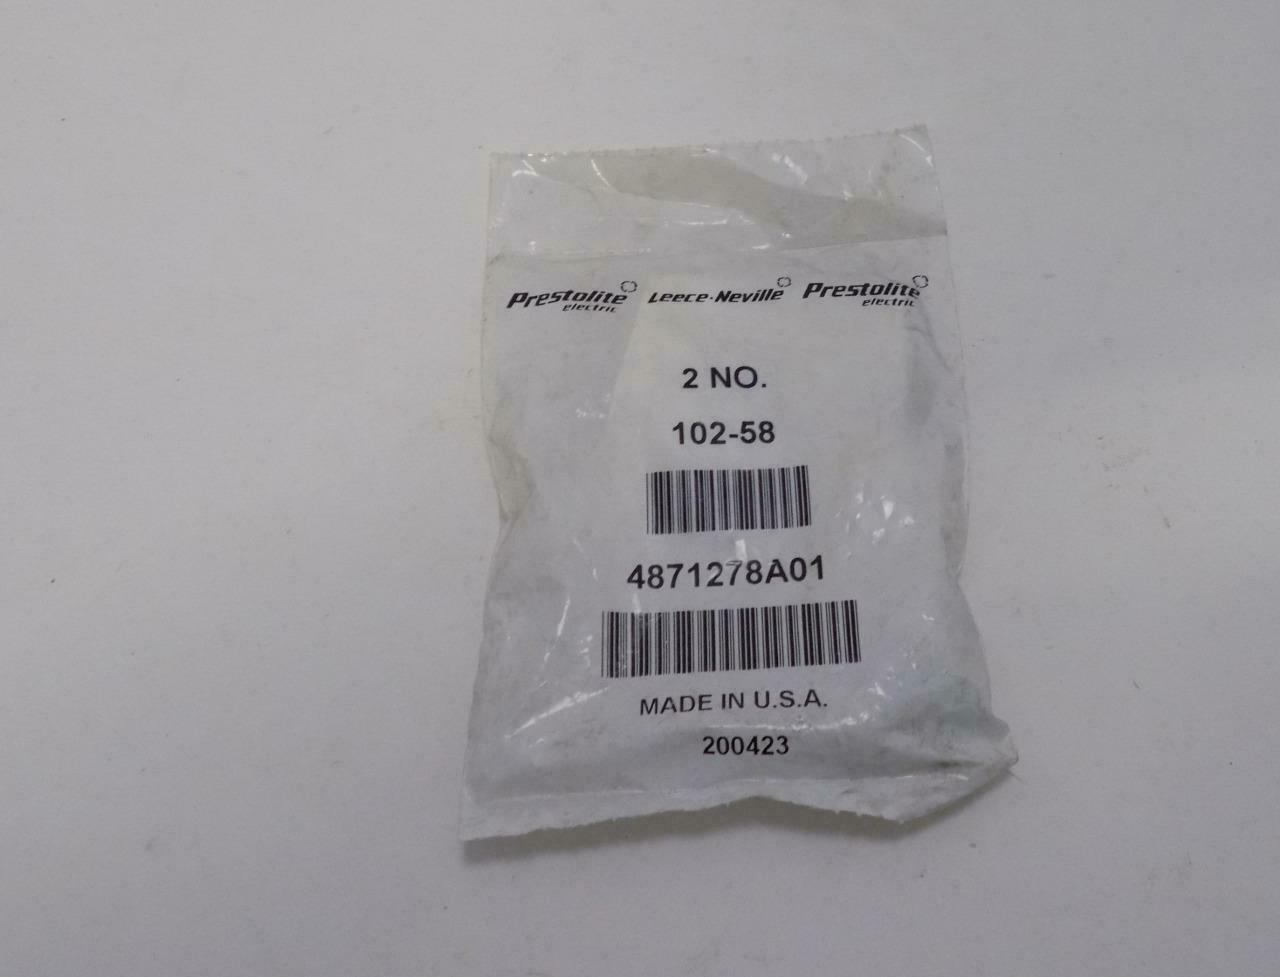 Prestolite electric Leece-Neville Prestolite electric
2 NO.
102-58
4871278A01
MADE IN U.S.A.
200423